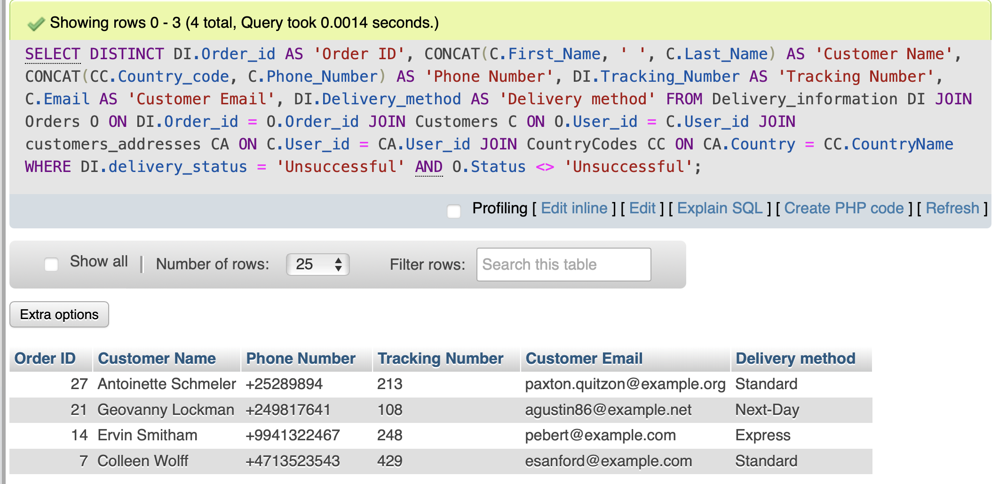 Showing rows 0 - 3 (4 total, Query took 0.0014 seconds.)
SELECT DISTINCT DI.Order_id AS 'Order ID', CONCAT(C.First_Name, ' ', C.Last_Name) AS 'Customer Name',
CONCAT(CC.Country_code, C.Phone_Number) AS 'Phone Number', DI.Tracking_Number AS 'Tracking Number',
C.Email AS 'Customer Email', DI.Delivery_method AS 'Delivery method' FROM Delivery_information DI JOIN
Orders O ON DI.Order_id = O.Order_id JOIN Customers C ON O.User_id = C.User_id JOIN
customers_addresses CA ON C.User_id = CA.User_id JOIN CountryCodes CC ON CA.Country = CC.CountryName
WHERE DI.delivery_status = 'Unsuccessful' AND O.Status <> 'Unsuccessful';
Profiling [ Edit inline ] [ Edit ] [ Explain SQL ] [ Create PHP code ] [ Refresh ]
Show all | Number of rows: 25 Filter rows: Search this table
Extra options
Order ID Customer Name Phone Number Tracking Number Customer Email Delivery method
27 Antoinette Schmeler +25289894 213 paxton.quitzon@example.org Standard
21 Geovanny Lockman +249817641 108 agustin86@example.net Next-Day
14 Ervin Smitham +9941322467 248 pebert@example.com Express
7 Colleen Wolff +4713523543 429 esanford@example.com Standard